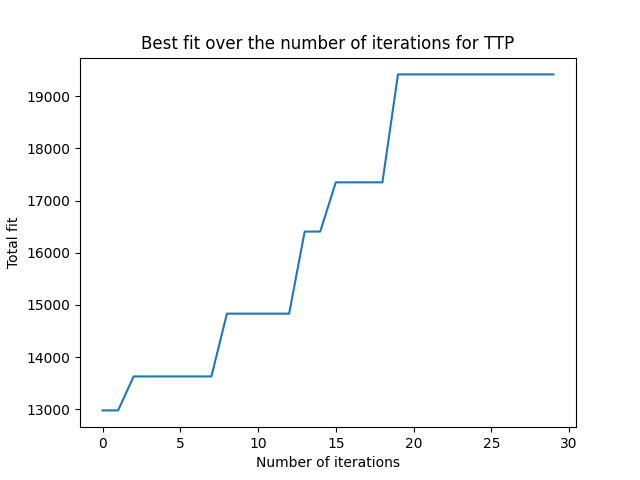 Best fit over the number of iterations for TTP
19000
18000
17000
16000
15000
14000
13000
Total fit
0 5 10 15 20 25 30
Number of iterations